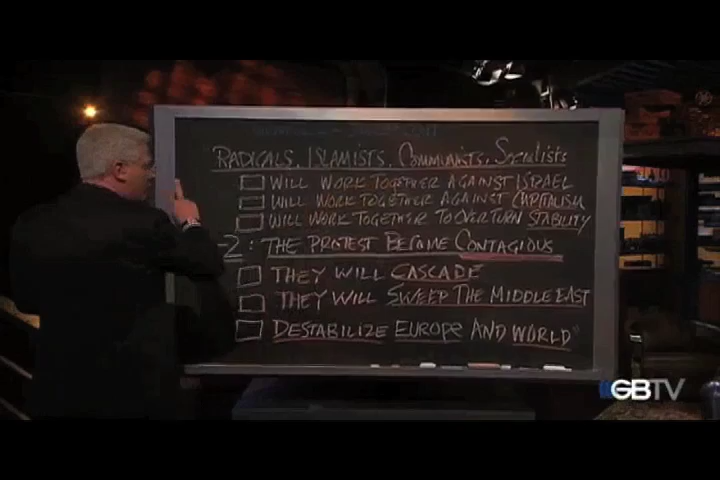 RADICALS, ISLAMISTS, COMMUNISTS, SOCIALISTS
WILL WORK TOGETHER AGAINST ISRAEL
WILL WORK TOGETHER AGAINST CAPITALISM
WILL WORK TOGETHER TO OVERTURN STABILITY
2: THE PROTEST BECOME CONTAGIOUS
THEY WILL CASCADE
THEY WILL SWEEP THE MIDDLE EAST
DESTABILIZE EUROPE AND WORLD"
GBTV